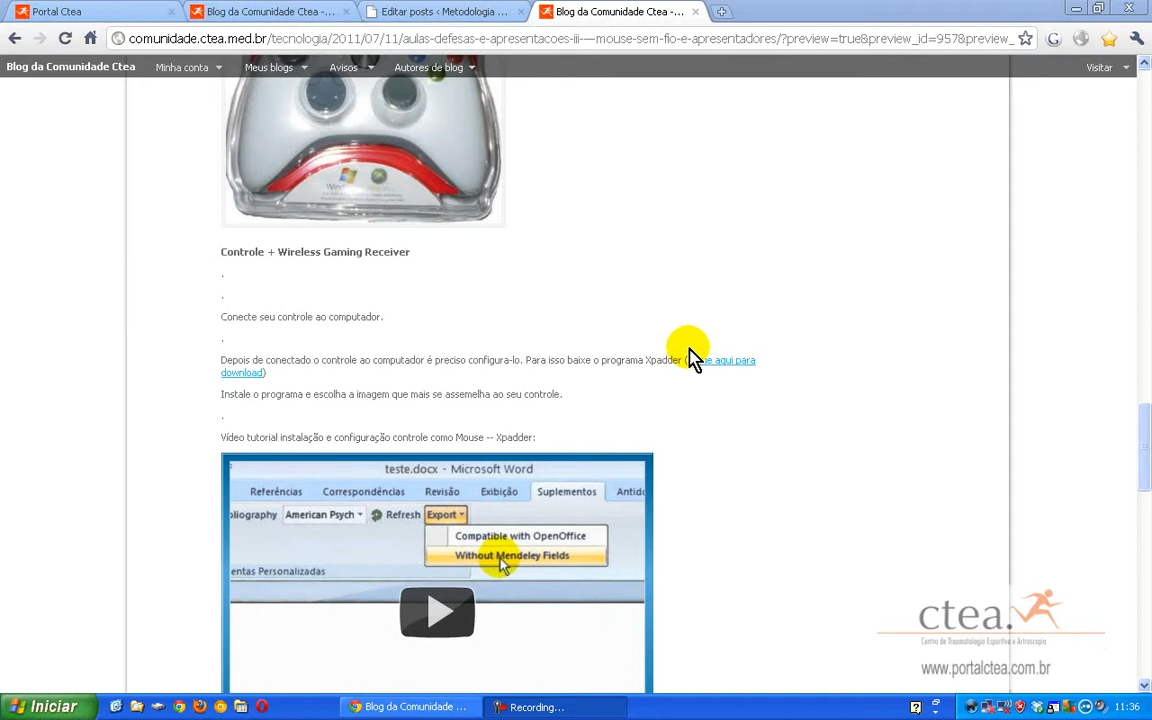 Portal Ctea
Blog da Comunidade Ctea -...
Editar posts ‹ Metodologia ...
Blog da Comunidade Ctea -...
comunidade.ctea.med.br/tecnologia/2011/07/11/aulas-defesas-e-apresentacoes-iii-—mouse-sem-fio-e-apresentadores/?preview=true&preview_id=957&preview_
Blog da Comunidade Ctea Minha conta Meus blogs Avisos Autores de blog Visitar
Controle + Wireless Gaming Receiver
.
.
Conecte seu controle ao computador.
.
Depois de conectado o controle ao computador é preciso configura-lo. Para isso baixe o programa Xpadder ( aqui para
download)
Instale o programa e escolha a imagem que mais se assemelha ao seu controle.
.
Vídeo tutorial instalação e configuração controle como Mouse -- Xpadder:
teste.docx - Microsoft Word
Referências Correspondências Revisão Exibição Suplementos
American Psych Refresh Export
Compatible with OpenOffice
Without Mendeley Fields
entas Personalizadas
ctea.
Centro de Traumatologia Esportiva e Artroscopia
www.portalctea.com.br
Iniciar
Blog da Comunidade ...
Recording...
11:36